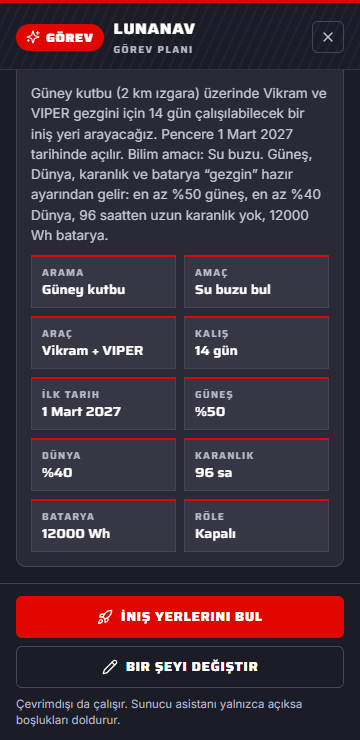 GÖREV
LUNANAV
GÖREV PLANI
Güney kutbu (2 km ızgara) üzerinde Vikram ve
VIPER gezgini için 14 gün çalışılabilecek bir
iniş yeri arayacağız. Pencere 1 Mart 2027
tarihinde açılır. Bilim amacı: Su buzu. Güneş,
Dünya, karanlık ve batarya “gezgin” hazır
ayarından gelir: en az %50 güneş, en az %40
Dünya, 96 saatten uzun karanlık yok, 12000
Wh batarya.
ARAMA
Güney kutbu
AMAÇ
Su buzu bul
ARAÇ
Vikram + VIPER
KALIŞ
14 gün
İLK TARIH
1 Mart 2027
GÜNEŞ
%50
DÜNYA
%40
KARANLIK
96 sa
BATARYA
12000 Wh
RÖLE
Kapalı
İNIŞ YERLERINI BUL
BIR ŞEYI DEĞIŞTIR
Çevrimdışı da çalışır. Sunucu asistanı yalnızca açıksa
boşlukları doldurur.